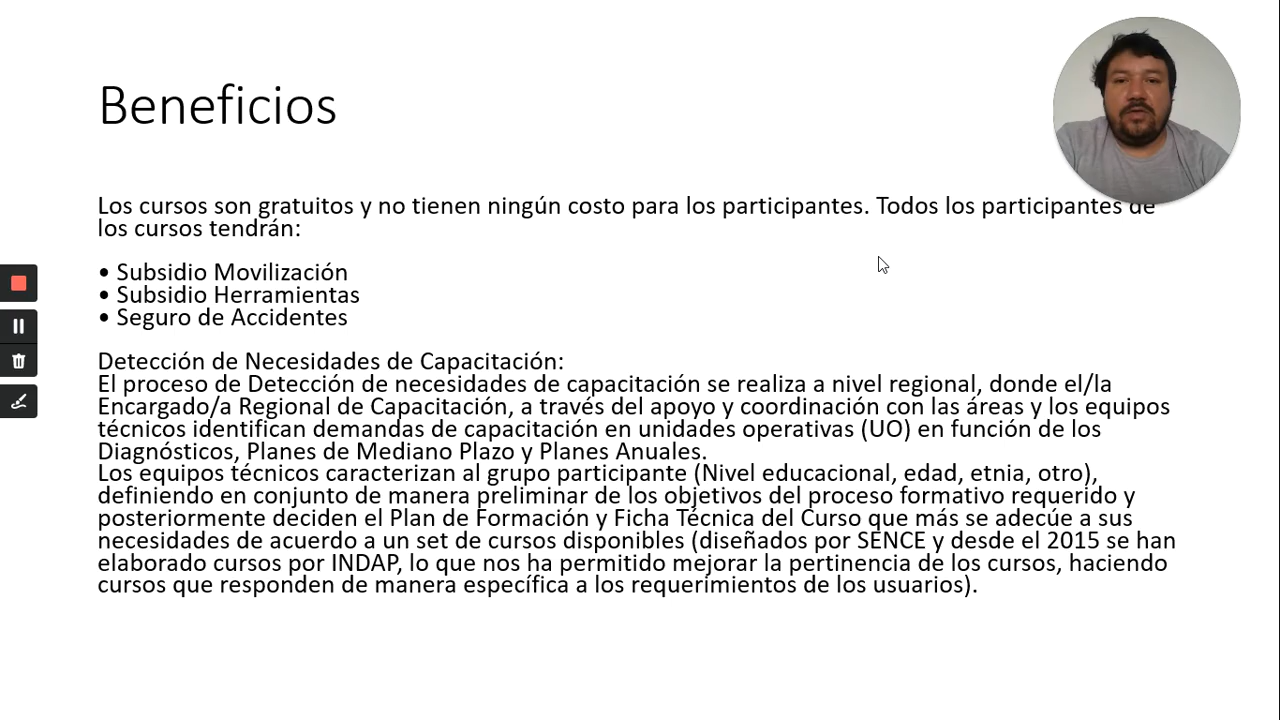 Beneficios
Los cursos son gratuitos y no tienen ningún costo para los participantes. Todos los participantes de
los cursos tendrán:
• Subsidio Movilización
• Subsidio Herramientas
• Seguro de Accidentes
Detección de Necesidades de Capacitación:
El proceso de Detección de necesidades de capacitación se realiza a nivel regional, donde el/la
Encargado/a Regional de Capacitación, a través del apoyo y coordinación con las áreas y los equipos
técnicos identifican demandas de capacitación en unidades operativas (UO) en función de los
Diagnósticos, Planes de Mediano Plazo y Planes Anuales.
Los equipos técnicos caracterizan al grupo participante (Nivel educacional, edad, etnia, otro),
definiendo en conjunto de manera preliminar de los objetivos del proceso formativo requerido y
posteriormente deciden el Plan de Formación y Ficha Técnica del Curso que más se adecúe a sus
necesidades de acuerdo a un set de cursos disponibles (diseñados por SENCE y desde el 2015 se han
elaborado cursos por INDAP, lo que nos ha permitido mejorar la pertinencia de los cursos, haciendo
cursos que responden de manera específica a los requerimientos de los usuarios).